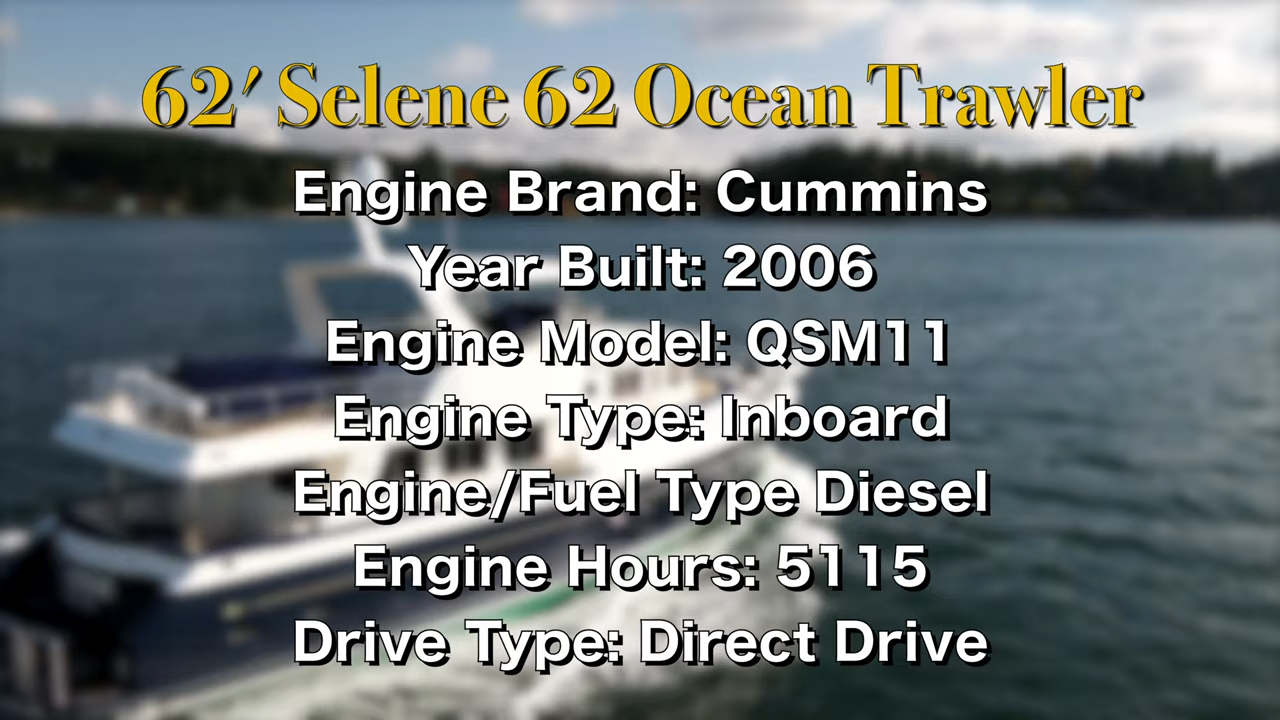 62′ Selene 62 Ocean Trawler
Engine Brand: Cummins
Year Built: 2006
Engine Model: QSM11
Engine Type: Inboard
Engine/Fuel Type Diesel
Engine Hours: 5115
Drive Type: Direct Drive